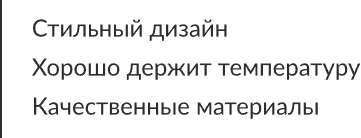 Стильный дизайн
Хорошо держит температуру
Качественные материалы